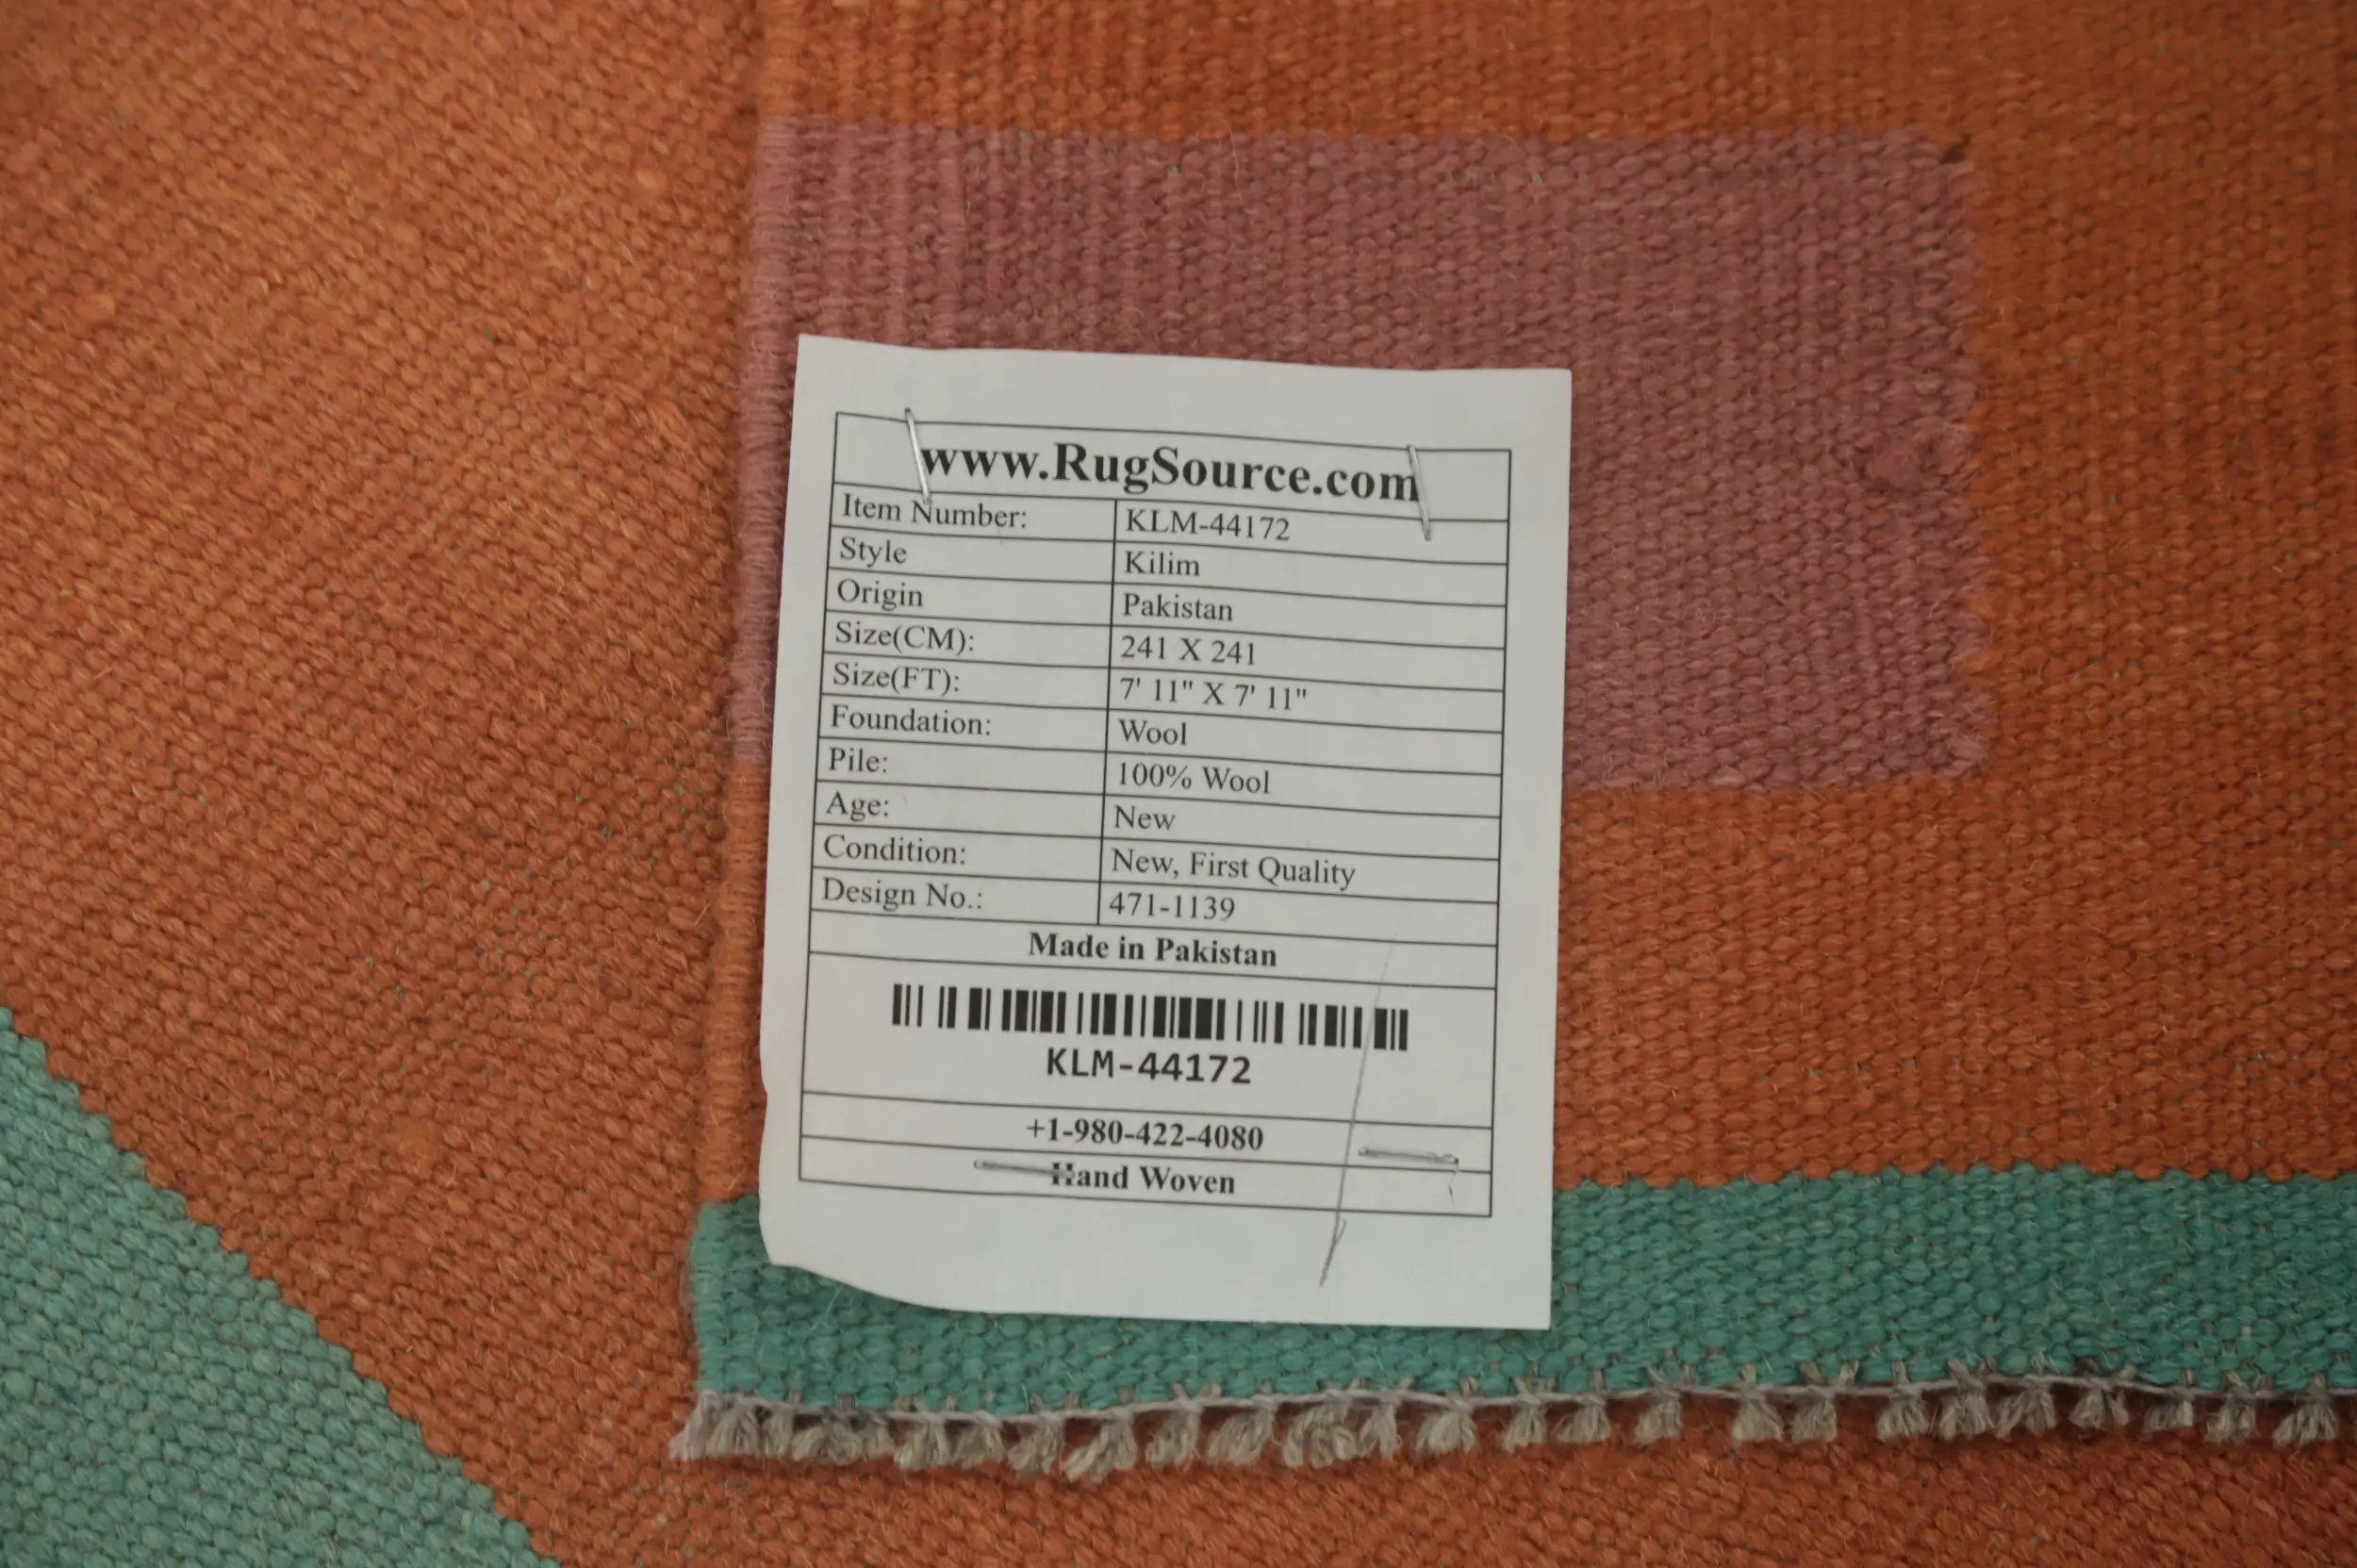 www.RugSource.com
Item Number: KLM-44172
Style Kilim
Origin Pakistan
Size(CM): 241 X 241
Size(FT): 7' 11" X 7' 11"
Foundation: Wool
Pile: 100% Wool
Age: New
Condition: New, First Quality
Design No.: 471-1139
Made in Pakistan
KLM-44172
+1-980-422-4080
Hand Woven